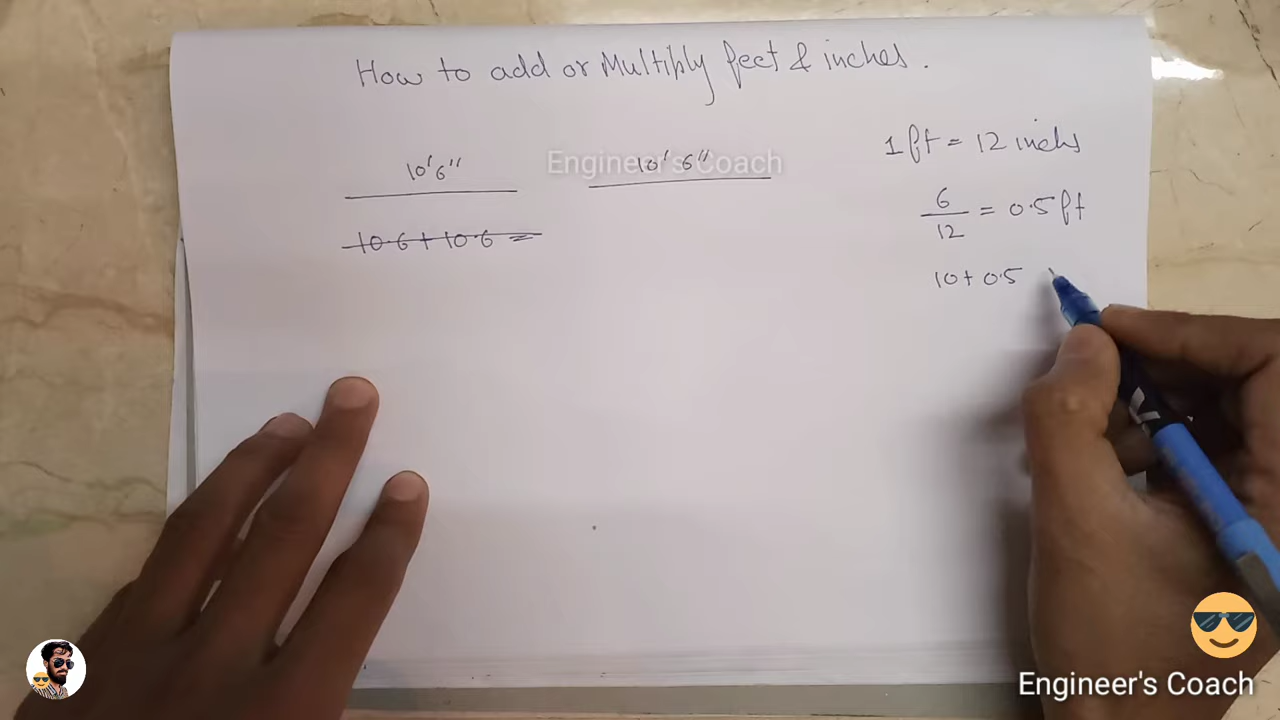 How to add or Multiply feet & inches.
10'6" 10' 6"
Engineer's Coach
10.6 + 10.6 =
1 ft = 12 inchs
6
12
= 0.5 ft
10 + 0.5
Engineer's Coach